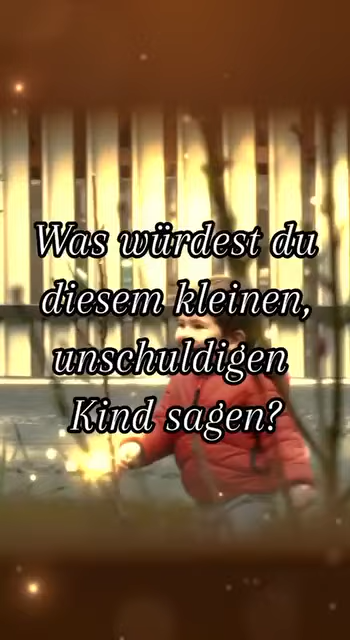 Was würdest du
diesem kleinen,
unschuldigen
Kind sagen?